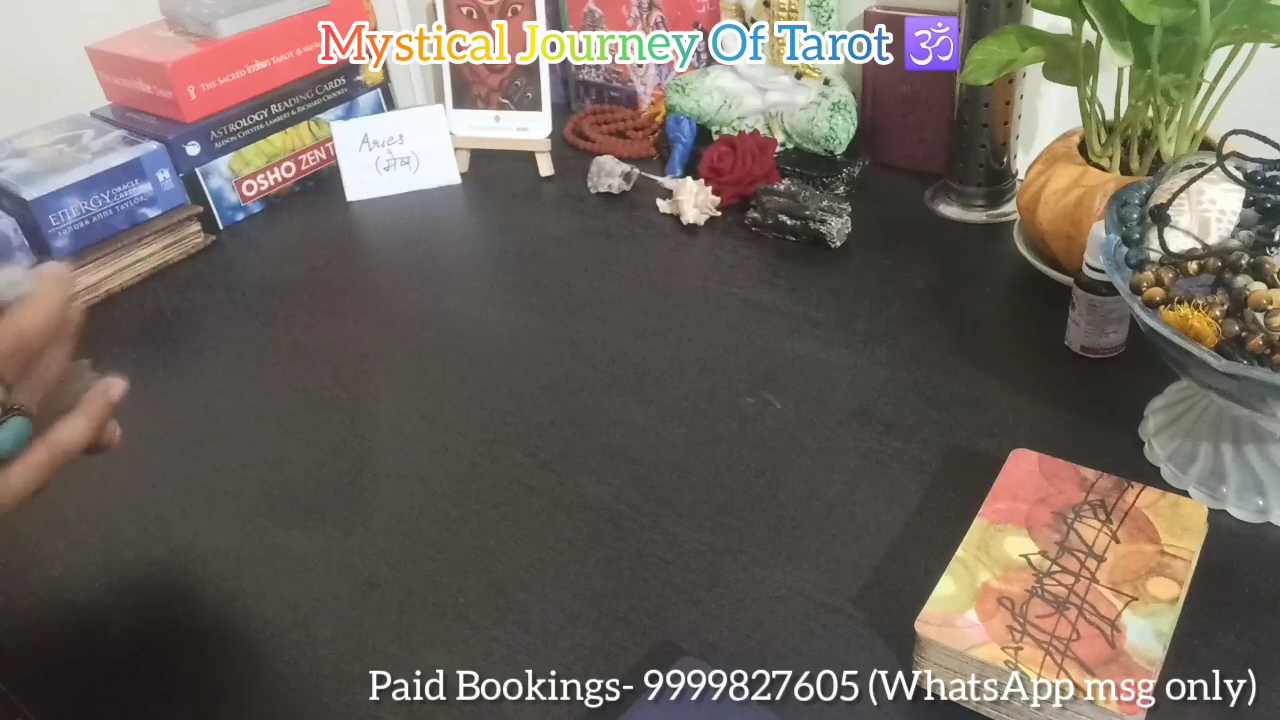 Mystical Journey Of Tarot 🕉
THE SACRED
TAROT
ASTROLOGY READING CARDS
ALISON CHESTER-LAMBERT & RICHARD CROOKES
OSHO ZEN T
ENERGY ORACLE CARDS
SANDRA ANNE TAYLOR
Aries
(मेष)
Paid Bookings- 9999827605 (WhatsApp msg only)